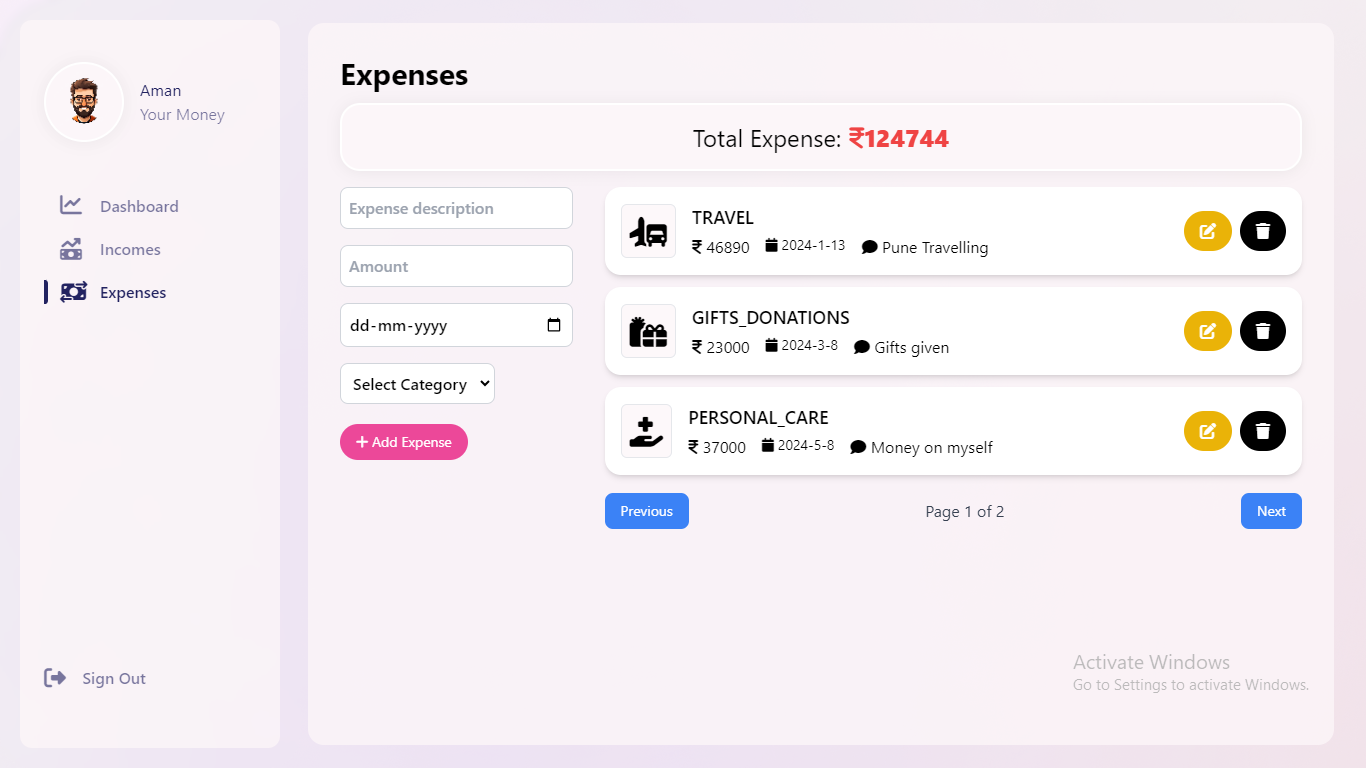 Aman
Your Money
Dashboard
Incomes
Expenses
Sign Out
Expenses
Total Expense: ₹124744
Expense description
Amount
dd-mm-yyyy
Select Category
+ Add Expense
TRAVEL
₹ 46890 2024-1-13 Pune Travelling
GIFTS_DONATIONS
₹ 23000 2024-3-8 Gifts given
PERSONAL_CARE
₹ 37000 2024-5-8 Money on myself
Previous Page 1 of 2 Next
Activate Windows
Go to Settings to activate Windows.